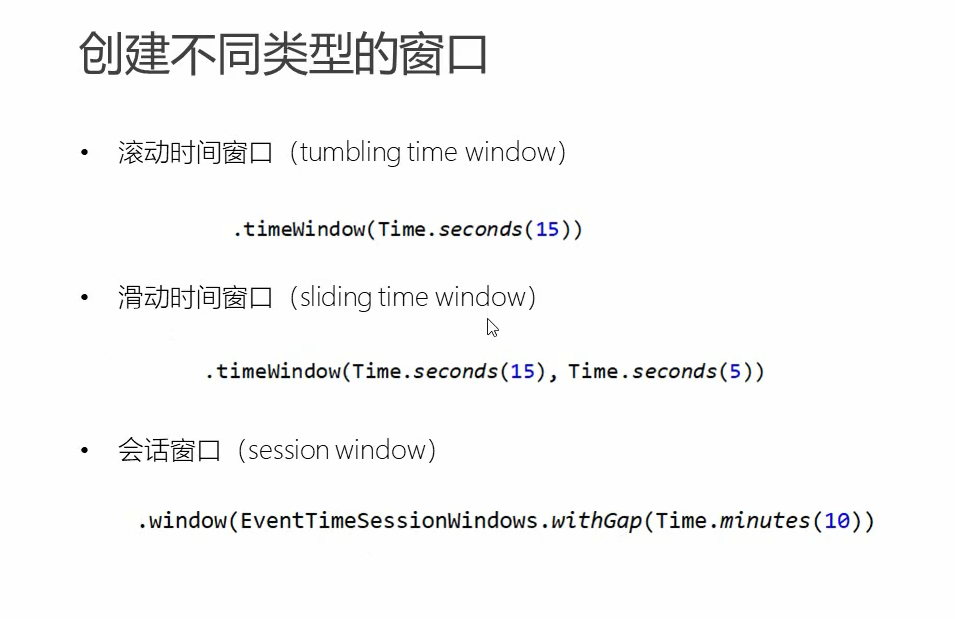 创建不同类型的窗口
• 滚动时间窗口（tumbling time window）
.timeWindow(Time.seconds(15))
• 滑动时间窗口（sliding time window）
.timeWindow(Time.seconds(15), Time.seconds(5))
• 会话窗口（session window）
.window(EventTimeSessionWindows.withGap(Time.minutes(10))